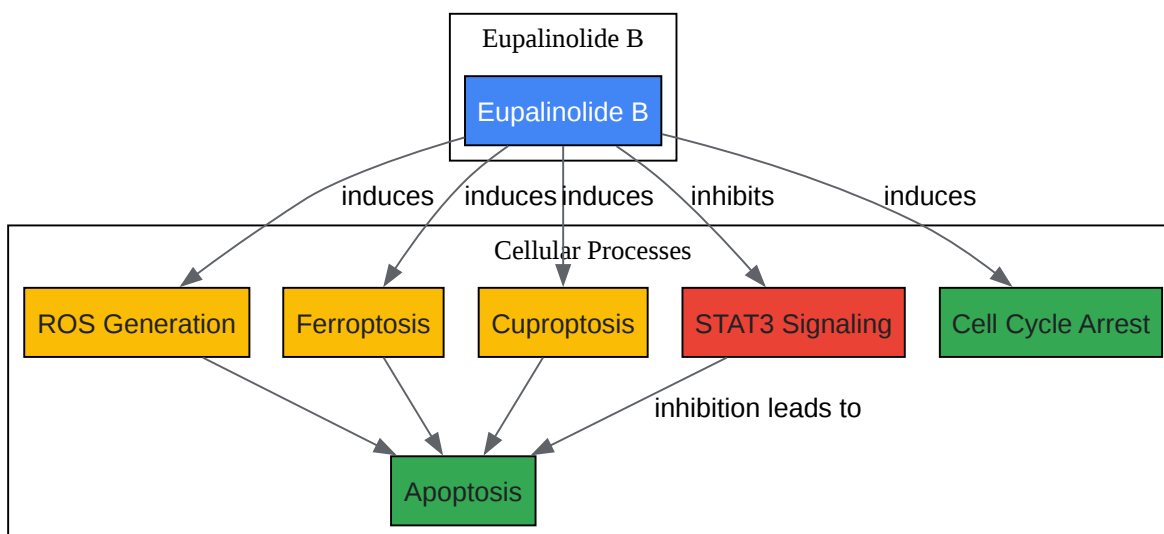 Eupalinolide B
Eupalinolide B
induces
induces
induces
inhibits
induces
Cellular Processes
ROS Generation
Ferroptosis
Cuproptosis
STAT3 Signaling
Cell Cycle Arrest
inhibition leads to
Apoptosis